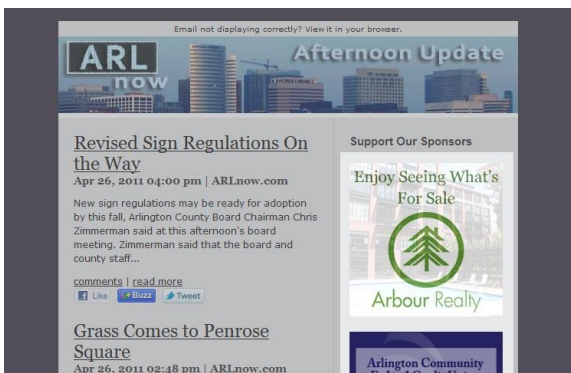 Email not displaying correctly? View it in your browser.
ARL
now
Afternoon Update
Revised Sign Regulations On
the Way
Apr 26, 2011 04:00 pm | ARLnow.com
New sign regulations may be ready for adoption
by this fall, Arlington County Board Chairman Chris
Zimmerman said at this afternoon's board
meeting. Zimmerman said that the board and
county staff...
comments | read more
Like Buzz Tweet
Grass Comes to Penrose
Square
Apr 26, 2011 02:48 pm | ARLnow.com
Support Our Sponsors
Enjoy Seeing What's
For Sale
Arbour Realty
Arlington Community
Federal Credit Union